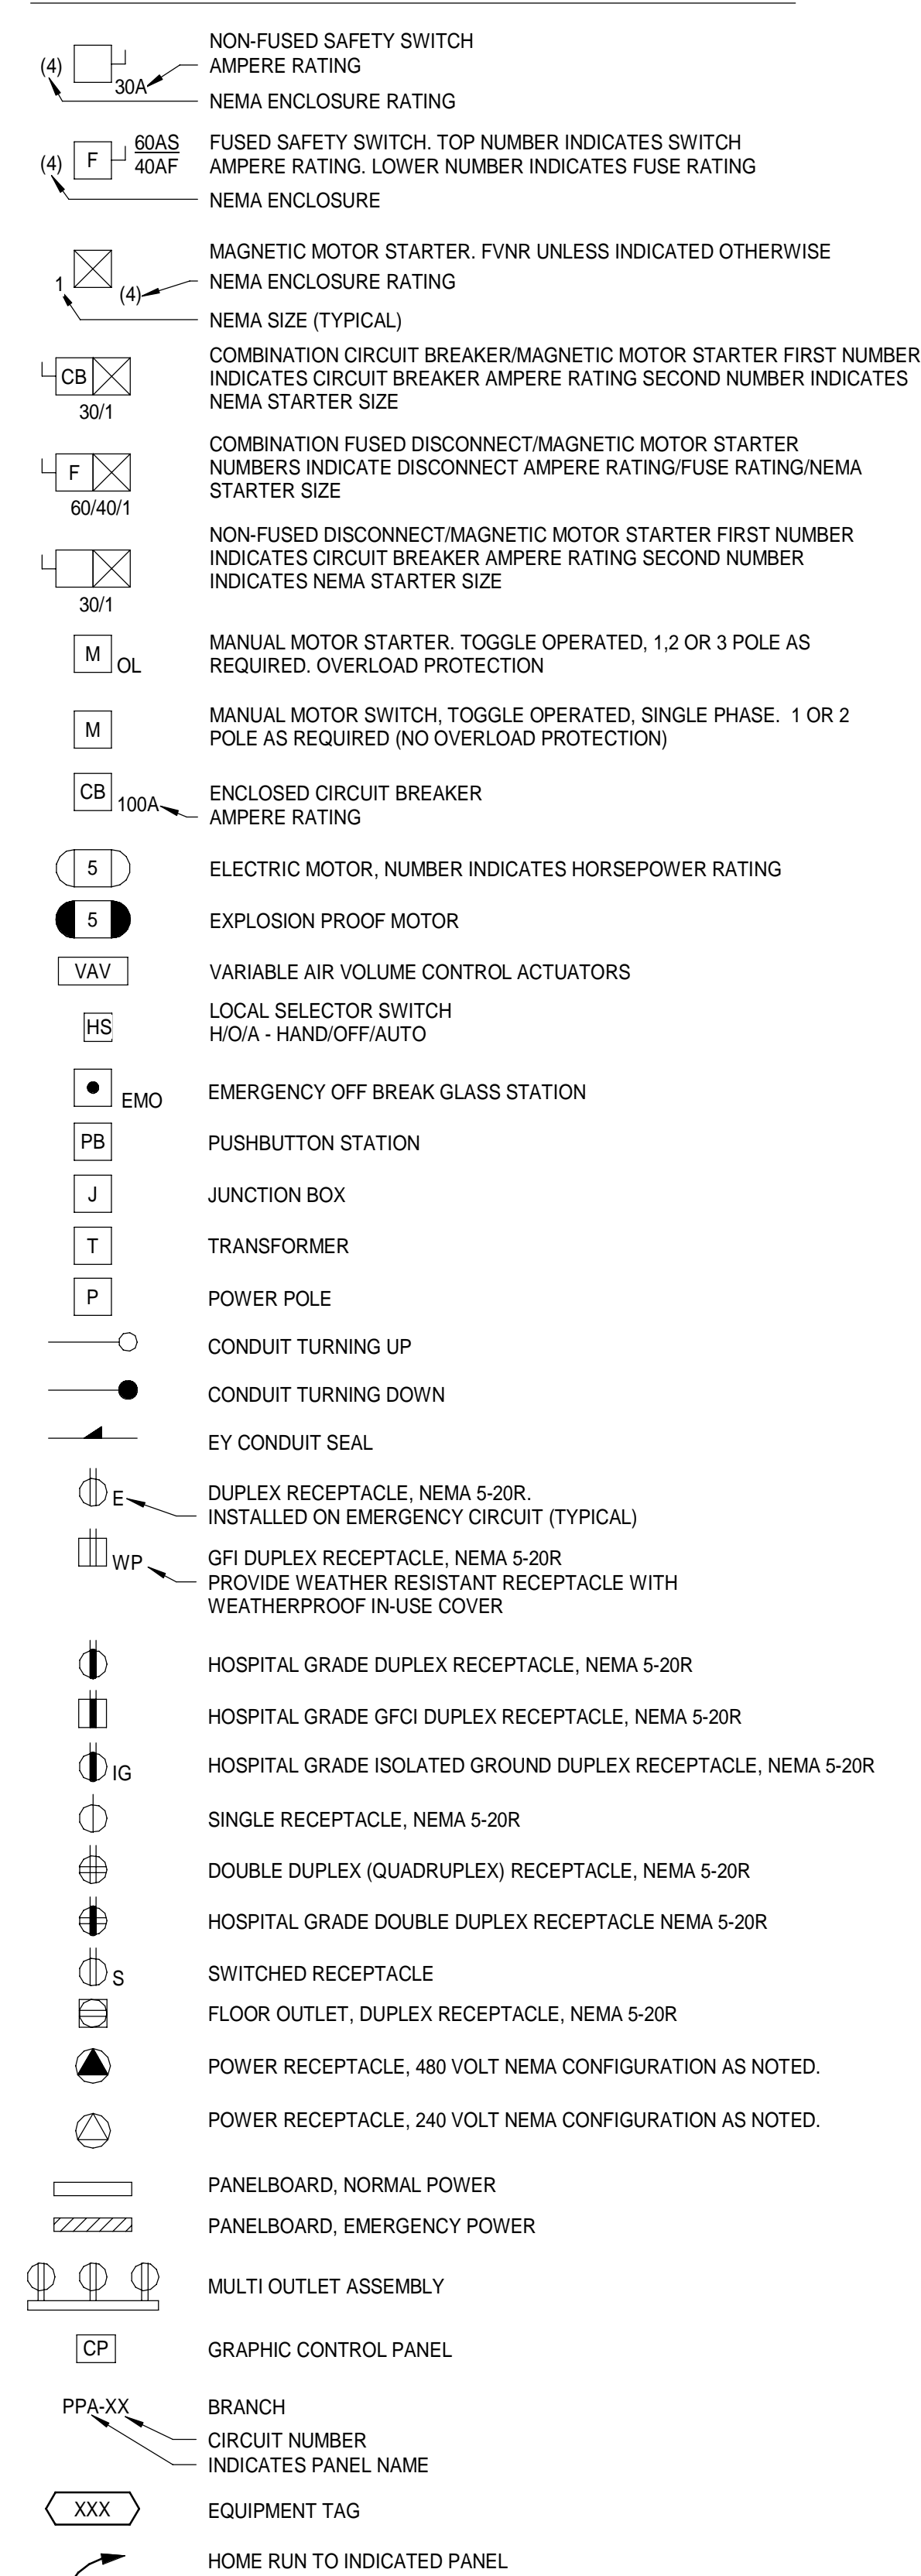 NON-FUSED SAFETY SWITCH
(4)
30A
AMPERE RATING
NEMA ENCLOSURE RATING
(4)
F
60AS
40AF
FUSED SAFETY SWITCH. TOP NUMBER INDICATES SWITCH
AMPERE RATING. LOWER NUMBER INDICATES FUSE RATING
NEMA ENCLOSURE
MAGNETIC MOTOR STARTER. FVNR UNLESS INDICATED OTHERWISE
1
(4)
NEMA ENCLOSURE RATING
NEMA SIZE (TYPICAL)
CB
30/1
COMBINATION CIRCUIT BREAKER/MAGNETIC MOTOR STARTER FIRST NUMBER
INDICATES CIRCUIT BREAKER AMPERE RATING SECOND NUMBER INDICATES
NEMA STARTER SIZE
F
60/40/1
COMBINATION FUSED DISCONNECT/MAGNETIC MOTOR STARTER
NUMBERS INDICATE DISCONNECT AMPERE RATING/FUSE RATING/NEMA
STARTER SIZE
30/1
NON-FUSED DISCONNECT/MAGNETIC MOTOR STARTER FIRST NUMBER
INDICATES CIRCUIT BREAKER AMPERE RATING SECOND NUMBER
INDICATES NEMA STARTER SIZE
M OL
MANUAL MOTOR STARTER. TOGGLE OPERATED, 1,2 OR 3 POLE AS
REQUIRED. OVERLOAD PROTECTION
M
MANUAL MOTOR SWITCH, TOGGLE OPERATED, SINGLE PHASE. 1 OR 2
POLE AS REQUIRED (NO OVERLOAD PROTECTION)
CB 100A
ENCLOSED CIRCUIT BREAKER
AMPERE RATING
5 ELECTRIC MOTOR, NUMBER INDICATES HORSEPOWER RATING
5 EXPLOSION PROOF MOTOR
VAV VARIABLE AIR VOLUME CONTROL ACTUATORS
HS
LOCAL SELECTOR SWITCH
H/O/A - HAND/OFF/AUTO
EMO EMERGENCY OFF BREAK GLASS STATION
PB PUSHBUTTON STATION
J JUNCTION BOX
T TRANSFORMER
P POWER POLE
CONDUIT TURNING UP
CONDUIT TURNING DOWN
EY CONDUIT SEAL
E
DUPLEX RECEPTACLE, NEMA 5-20R.
INSTALLED ON EMERGENCY CIRCUIT (TYPICAL)
WP
GFI DUPLEX RECEPTACLE, NEMA 5-20R
PROVIDE WEATHER RESISTANT RECEPTACLE WITH
WEATHERPROOF IN-USE COVER
HOSPITAL GRADE DUPLEX RECEPTACLE, NEMA 5-20R
HOSPITAL GRADE GFCI DUPLEX RECEPTACLE, NEMA 5-20R
IG HOSPITAL GRADE ISOLATED GROUND DUPLEX RECEPTACLE, NEMA 5-20R
SINGLE RECEPTACLE, NEMA 5-20R
DOUBLE DUPLEX (QUADRUPLEX) RECEPTACLE, NEMA 5-20R
HOSPITAL GRADE DOUBLE DUPLEX RECEPTACLE NEMA 5-20R
S SWITCHED RECEPTACLE
FLOOR OUTLET, DUPLEX RECEPTACLE, NEMA 5-20R
POWER RECEPTACLE, 480 VOLT NEMA CONFIGURATION AS NOTED.
POWER RECEPTACLE, 240 VOLT NEMA CONFIGURATION AS NOTED.
PANELBOARD, NORMAL POWER
PANELBOARD, EMERGENCY POWER
MULTI OUTLET ASSEMBLY
CP GRAPHIC CONTROL PANEL
PPA-XX BRANCH
CIRCUIT NUMBER
INDICATES PANEL NAME
XXX EQUIPMENT TAG
HOME RUN TO INDICATED PANEL